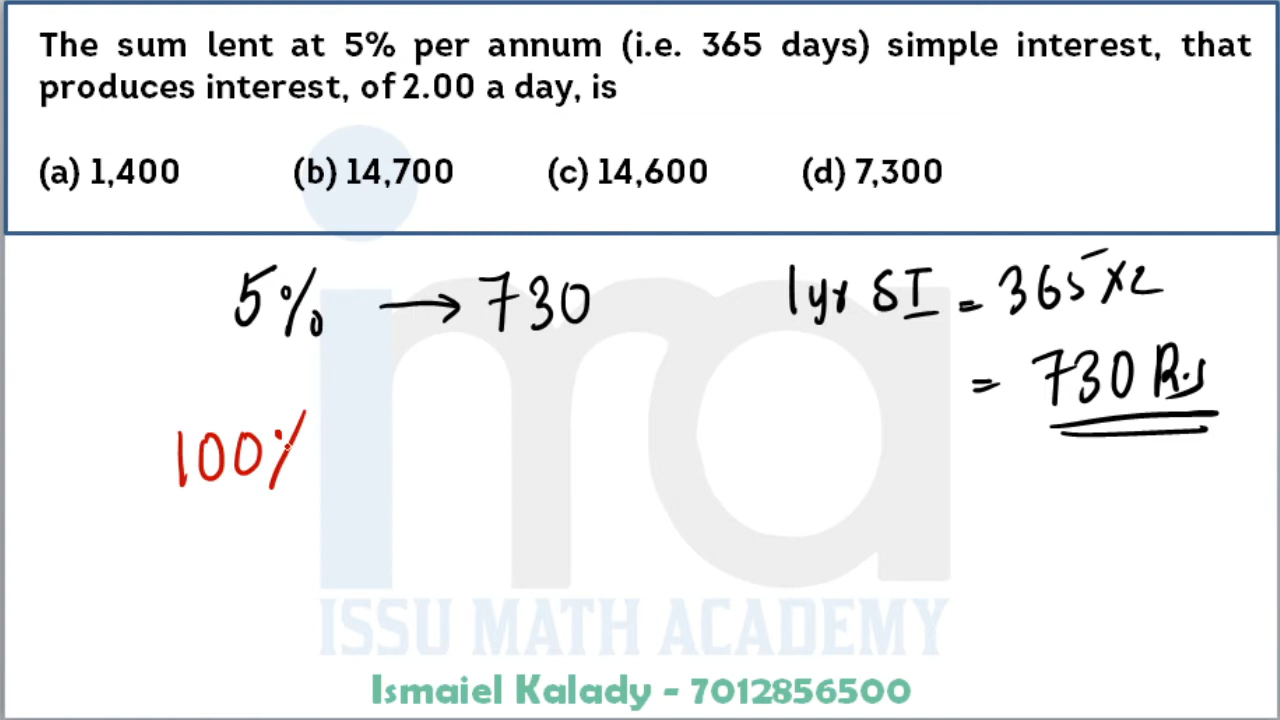 The sum lent at 5% per annum (i.e. 365 days) simple interest, that
produces interest, of 2.00 a day, is
(a) 1,400 (b) 14,700 (c) 14,600 (d) 7,300
5% → 730
1yr SI = 365 x 2
= 730 Rs
100%
ima
ISSU MATH ACADEMY
Ismaiel Kalady - 7012856500